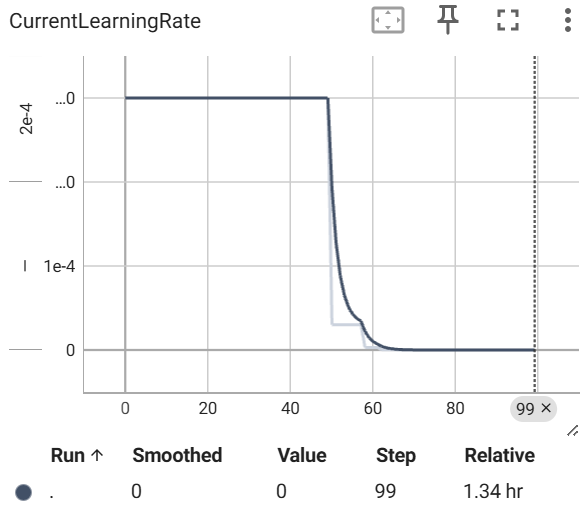 CurrentLearningRate
2e-4
…0
…0
1e-4
0
0 20 40 60 80 99 ×
Run ↑ Smoothed Value Step Relative
. 0 0 99 1.34 hr